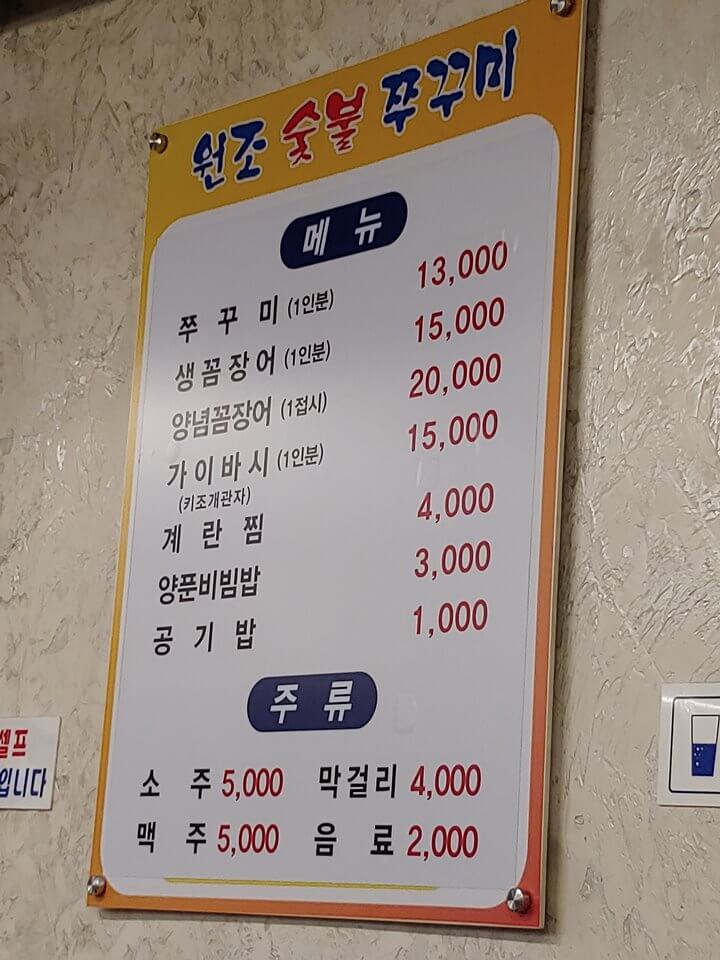 원조 숯불 쭈꾸미
메뉴
쭈꾸미 (1인분) 13,000
생꼼장어 (1인분) 15,000
양념꼼장어 (1접시) 20,000
가이바시 (1인분) 15,000
(키조개관자)
계란찜 4,000
양푼비빔밥 3,000
공기밥 1,000
주류
소주 5,000 막걸리 4,000
맥주 5,000 음료 2,000
셀프
입니다